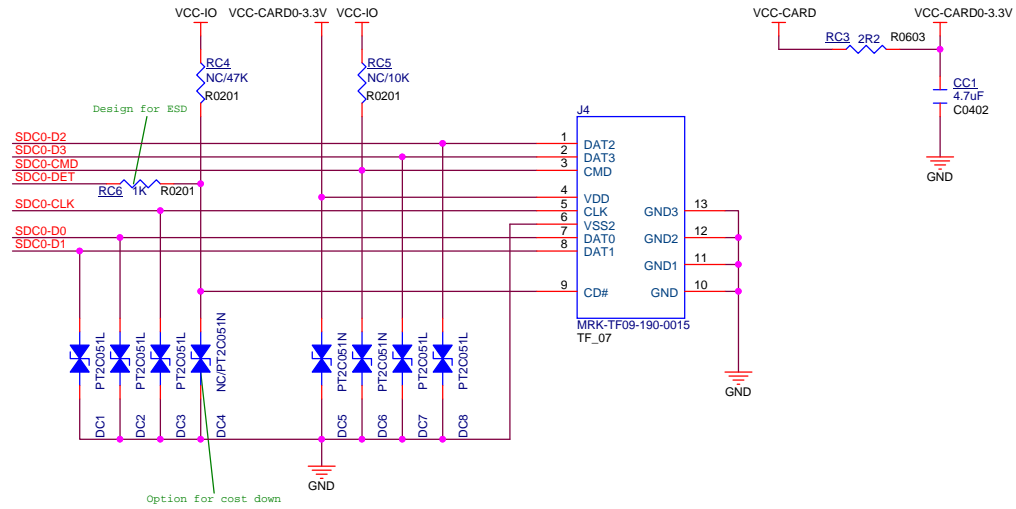 VCC-IO
VCC-CARD0-3.3V
VCC-IO
VCC-CARD
VCC-CARD0-3.3V
RC3
2R2
R0603
RC4
NC/47K
R0201
RC5
NC/10K
R0201
CC1
4.7uF
C0402
GND
Design for ESD
J4
SDC0-D2
SDC0-D3
SDC0-CMD
SDC0-DET
RC6
1K
R0201
SDC0-CLK
SDC0-D0
SDC0-D1
1 DAT2
2 DAT3
3 CMD
4 VDD
5 CLK
6 VSS2
7 DAT0
8 DAT1
9 CD#
GND3 13
GND2 12
GND1 11
GND 10
MRK-TF09-190-0015
TF_07
GND
PT2C051L
PT2C051L
PT2C051L
NC/PT2C051N
PT2C051N
PT2C051N
PT2C051L
PT2C051L
DC1
DC2
DC3
DC4
DC5
DC6
DC7
DC8
GND
Option for cost down